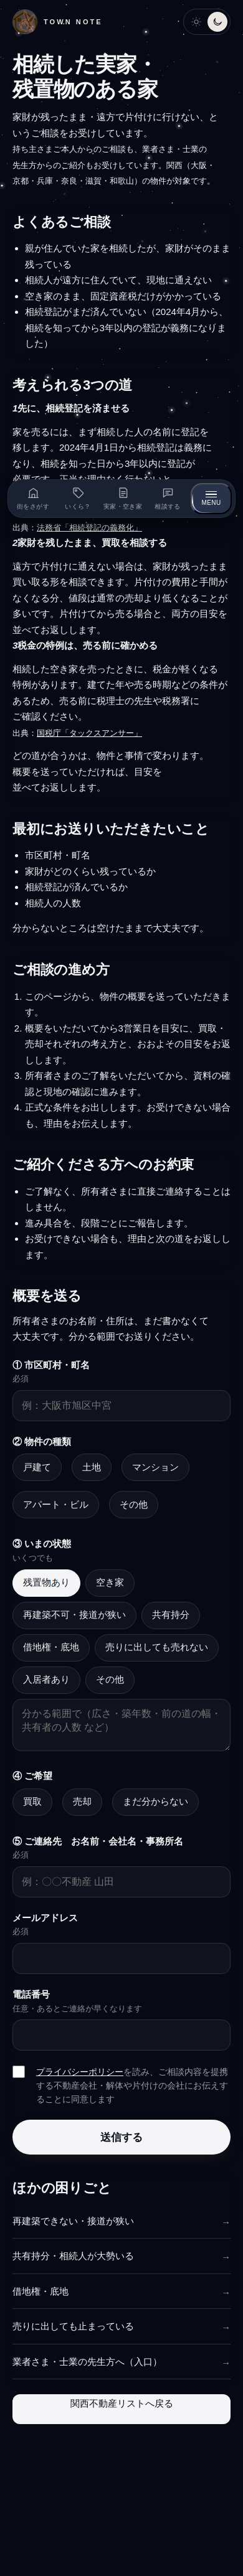 TOWN NOTE
相続した実家・
残置物のある家
家財が残ったまま・遠方で片付けに行けない、と
いうご相談をお受けしています。
持ち主さまご本人からのご相談も、業者さま・士業の
先生方からのご紹介もお受けしています。関西（大阪・
京都・兵庫・奈良・滋賀・和歌山）の物件が対象です。
よくあるご相談
親が住んでいた家を相続したが、家財がそのまま
残っている
相続人が遠方に住んでいて、現地に通えない
空き家のまま、固定資産税だけがかかっている
相続登記がまだ済んでいない（2024年4月から、
相続を知ってから3年以内の登記が義務になりま
した）
考えられる3つの道
1先に、相続登記を済ませる
家を売るには、まず相続した人の名前に登記を
移します。2024年4月1日から相続登記は義務に
なり、相続を知った日から3年以内に登記が
街をさがす
いくら？
実家・空き家
相談する
MENU
出典：法務省「相続登記の義務化」
2家財を残したまま、買取を相談する
遠方で片付けに通えない場合は、家財が残ったまま
買い取る形を相談できます。片付けの費用と手間が
なくなる分、値段は通常の売却より低くなることが
多いです。片付けてから売る場合と、両方の目安を
並べてお返しします。
3税金の特例は、売る前に確かめる
相続した空き家を売ったときに、税金が軽くなる
特例があります。建てた年や売る時期などの条件が
あるため、売る前に税理士の先生や税務署に
ご確認ください。
出典：国税庁「タックスアンサー」
どの道が合うかは、物件と事情で変わります。
概要を送っていただければ、目安を
並べてお返しします。
最初にお送りいただきたいこと
市区町村・町名
家財がどのくらい残っているか
相続登記が済んでいるか
相続人の人数
分からないところは空けたままで大丈夫です。
ご相談の進め方
1. このページから、物件の概要を送っていただきま
す。
2. 概要をいただいてから3営業日を目安に、買取・
売却それぞれの考え方と、おおよその目安をお返
しします。
3. 所有者さまのご了解をいただいてから、資料の確
認と現地の確認に進みます。
4. 正式な条件をお出しします。お受けできない場合
も、理由をお伝えします。
ご紹介くださる方へのお約束
ご了解なく、所有者さまに直接ご連絡することは
しません。
進み具合を、段階ごとにご報告します。
お受けできない場合も、理由と次の道をお返しし
ます。
概要を送る
所有者さまのお名前・住所は、まだ書かなくて
大丈夫です。分かる範囲でお送りください。
① 市区町村・町名
必須
例：大阪市旭区中宮
② 物件の種類
戸建て
土地
マンション
アパート・ビル
その他
③ いまの状態
いくつでも
残置物あり
空き家
再建築不可・接道が狭い
共有持分
借地権・底地
売りに出しても売れない
入居者あり
その他
分かる範囲で（広さ・築年数・前の道の幅・
共有者の人数 など）
④ ご希望
買取
売却
まだ分からない
⑤ ご連絡先　お名前・会社名・事務所名
必須
例：〇〇不動産 山田
メールアドレス
必須
電話番号
任意・あるとご連絡が早くなります
プライバシーポリシーを読み、ご相談内容を提携
する不動産会社・解体や片付けの会社にお伝えす
ることに同意します
送信する
ほかの困りごと
再建築できない・接道が狭い
→
共有持分・相続人が大勢いる
→
借地権・底地
→
売りに出しても止まっている
→
業者さま・士業の先生方へ（入口）
→
関西不動産リストへ戻る